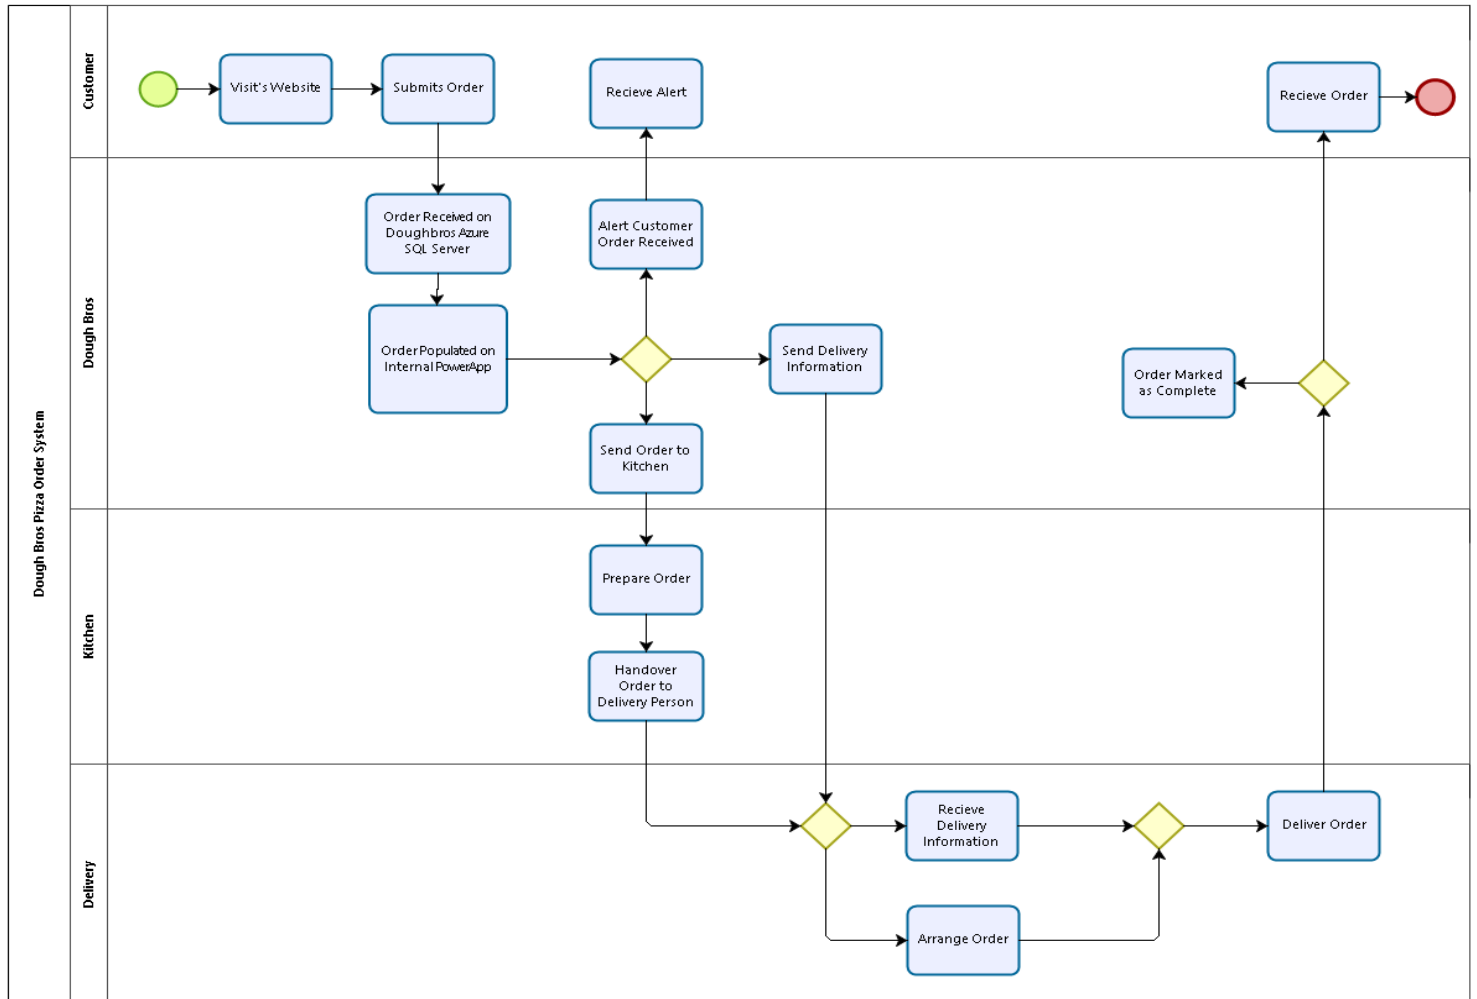 Dough Bros Pizza Order System
Customer
Visit's Website
Submits Order
Recieve Alert
Recieve Order
Dough Bros
Order Received on
Doughbros Azure
SQL Server
Alert Customer
Order Received
Order Populated on
Internal PowerApp
Send Delivery
Information
Order Marked
as Complete
Send Order to
Kitchen
Kitchen
Prepare Order
Handover
Order to
Delivery Person
Delivery
Recieve
Delivery
Information
Deliver Order
Arrange Order